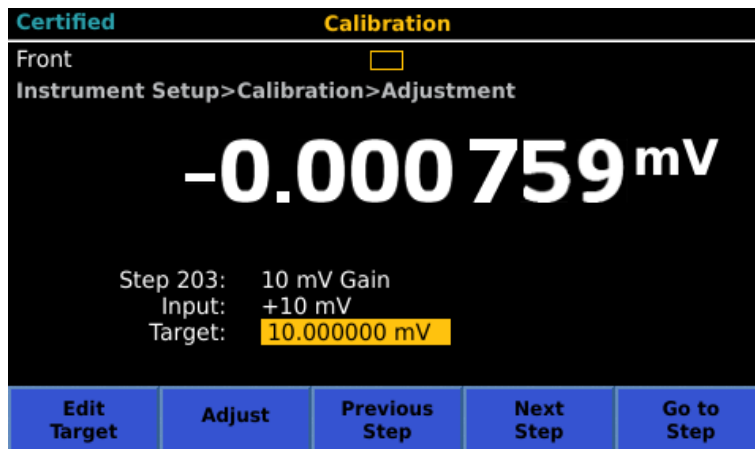 Certified Calibration
Front
Instrument Setup>Calibration>Adjustment
-0.000 759 mV
Step 203: 10 mV Gain
Input: +10 mV
Target: 10.000000 mV
Edit Target Adjust Previous Step Next Step Go to Step